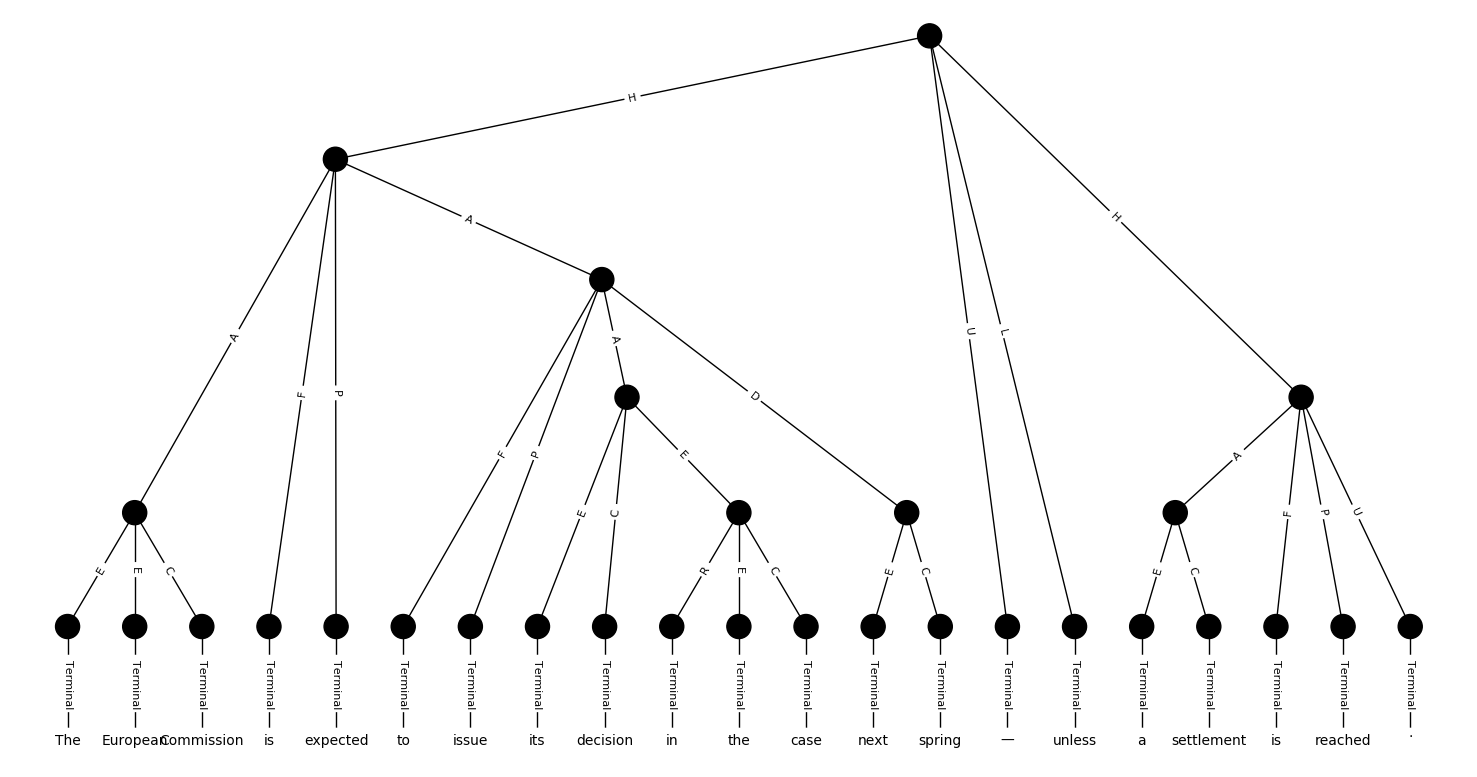 H
A
H
A
U
L
A
F
P
A
D
F
P
E
C
E
A
F
P
U
E
E
C
R
E
C
E
C
E
C
Terminal Terminal Terminal Terminal Terminal Terminal Terminal Terminal Terminal Terminal Terminal Terminal Terminal Terminal Terminal Terminal Terminal Terminal Terminal Terminal Terminal
The European Commission is expected to issue its decision in the case next spring — unless a settlement is reached .